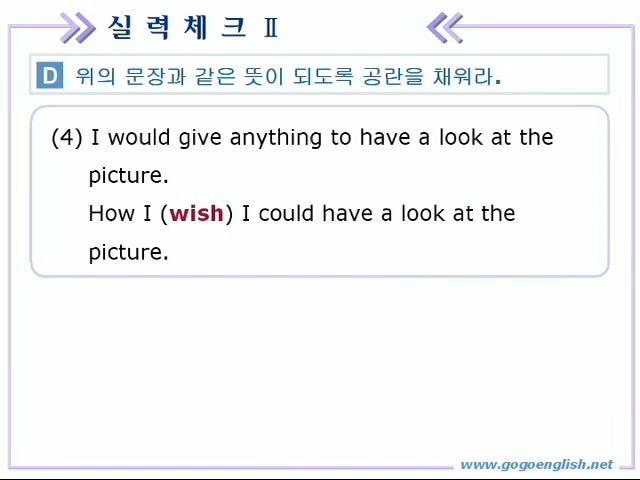 실 력 체 크 Ⅱ
D 위의 문장과 같은 뜻이 되도록 공란을 채워라.
(4) I would give anything to have a look at the
picture.
How I (wish) I could have a look at the
picture.
www.gogoenglish.net